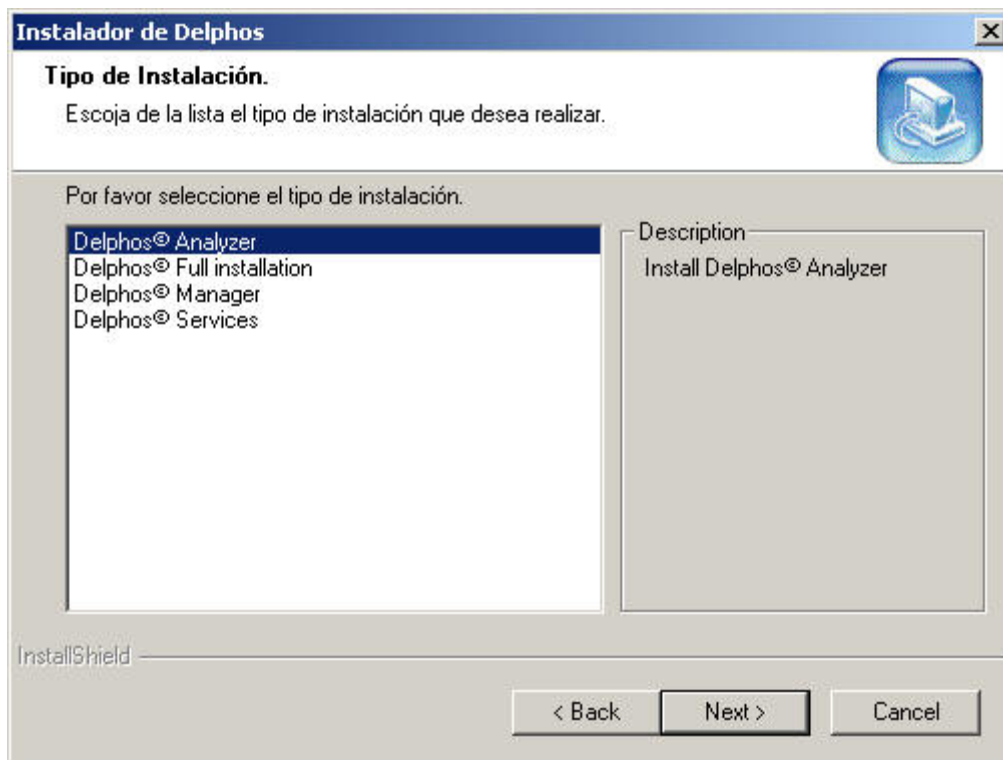 Instalador de Delphos
Tipo de Instalación.
Escoja de la lista el tipo de instalación que desea realizar.
Por favor seleccione el tipo de instalación.
Delphos© Analyzer
Delphos© Full installation
Delphos© Manager
Delphos© Services
Description
Install Delphos© Analyzer
InstallShield
< Back
Next >
Cancel